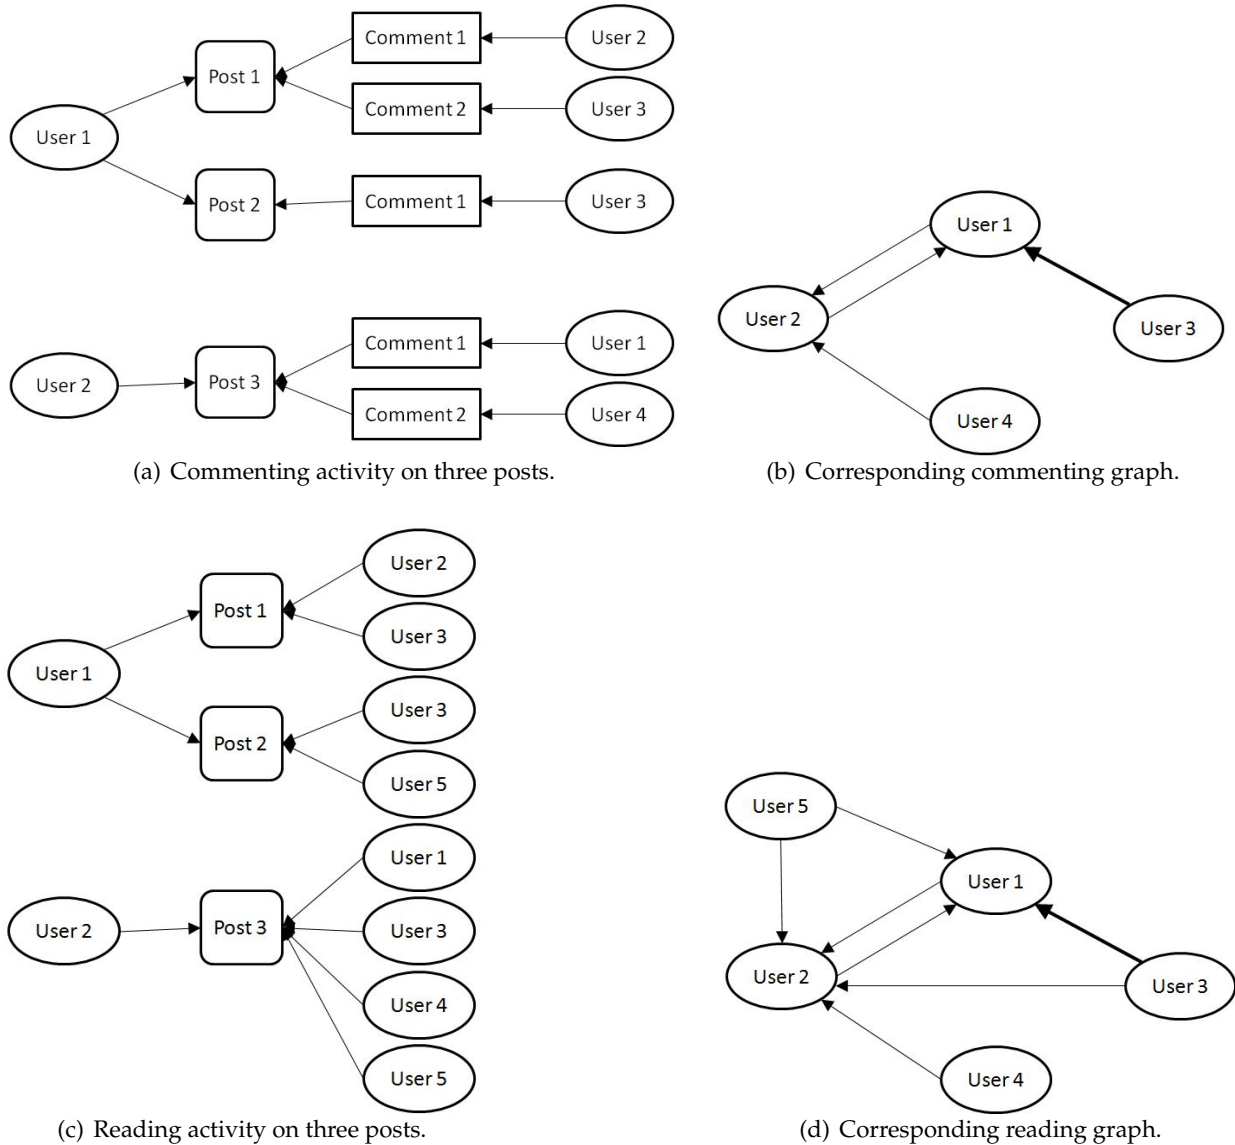 Comment 1
User 2
Post 1
Comment 2
User 3
User 1
Post 2
Comment 1
User 3
Comment 1
User 1
User 2
Post 3
Comment 2
User 4
(a) Commenting activity on three posts.
User 1
User 2
User 3
User 4
(b) Corresponding commenting graph.
User 2
Post 1
User 3
User 1
User 3
Post 2
User 5
User 1
User 2
Post 3
User 3
User 4
User 5
(c) Reading activity on three posts.
User 5
User 1
User 2
User 3
User 4
(d) Corresponding reading graph.